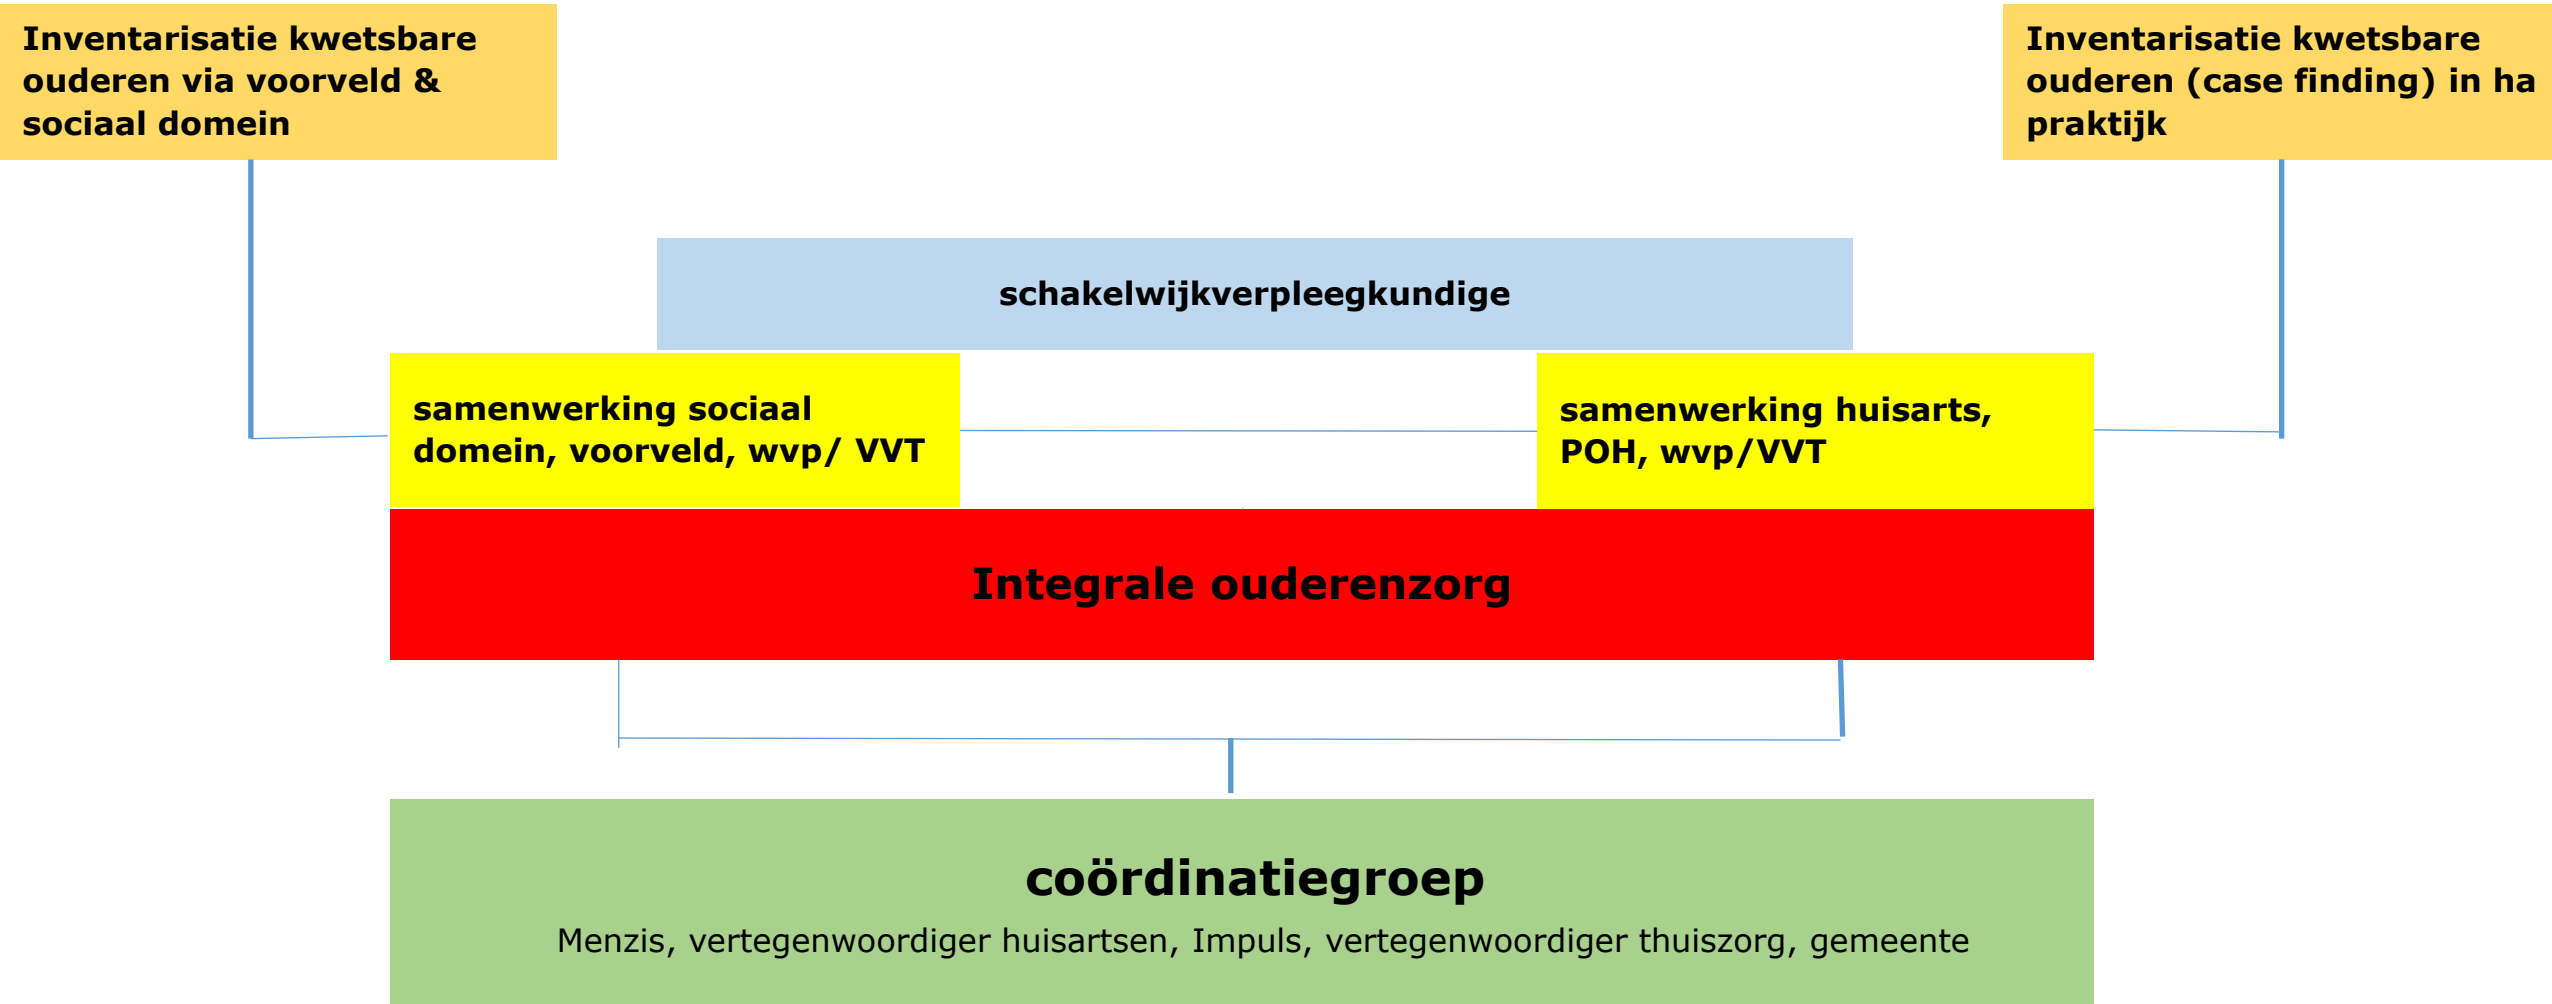 Inventarisatie kwetsbare
ouderen via voorveld &
sociaal domein
Inventarisatie kwetsbare
ouderen (case finding) in ha
praktijk
schakelwijkverpleegkundige
samenwerking sociaal
domein, voorveld, wvp/ VVT
samenwerking huisarts,
POH, wvp/VVT
Integrale ouderenzorg
coördinatiegroep
Menzis, vertegenwoordiger huisartsen, Impuls, vertegenwoordiger thuiszorg, gemeente